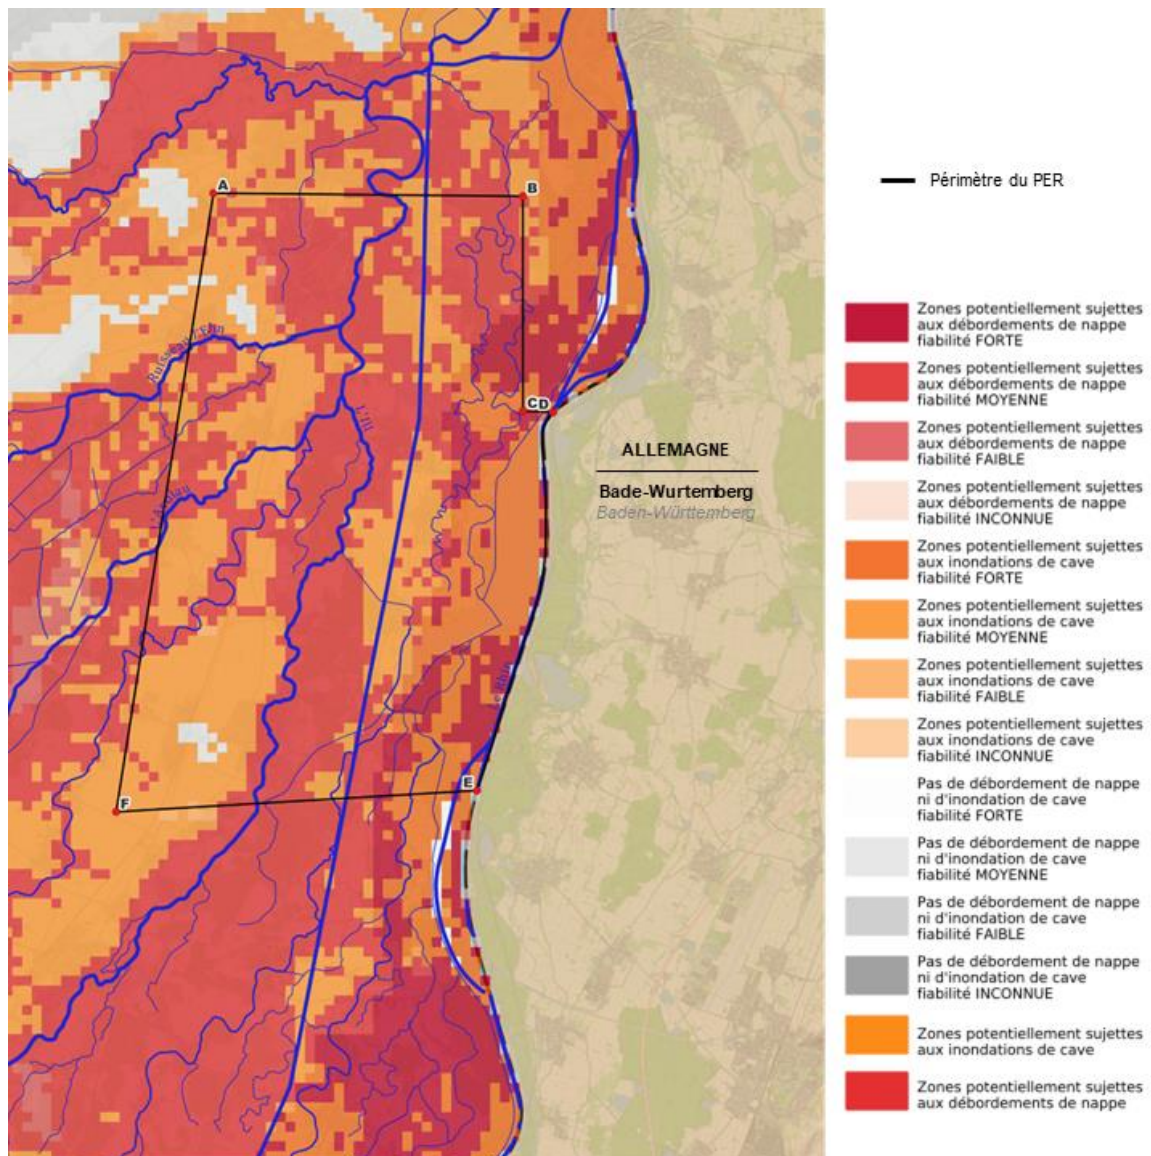 A
B
Ruisseau l'Ehn
L'Ill
C D
ALLEMAGNE
Bade-Wurtemberg
Baden-Württemberg
L'Andlau
Le Rhin
E
F
Périmètre du PER
Zones potentiellement sujettes
aux débordements de nappe
fiabilité FORTE
Zones potentiellement sujettes
aux débordements de nappe
fiabilité MOYENNE
Zones potentiellement sujettes
aux débordements de nappe
fiabilité FAIBLE
Zones potentiellement sujettes
aux débordements de nappe
fiabilité INCONNUE
Zones potentiellement sujettes
aux inondations de cave
fiabilité FORTE
Zones potentiellement sujettes
aux inondations de cave
fiabilité MOYENNE
Zones potentiellement sujettes
aux inondations de cave
fiabilité FAIBLE
Zones potentiellement sujettes
aux inondations de cave
fiabilité INCONNUE
Pas de débordement de nappe
ni d'inondation de cave
fiabilité FORTE
Pas de débordement de nappe
ni d'inondation de cave
fiabilité MOYENNE
Pas de débordement de nappe
ni d'inondation de cave
fiabilité FAIBLE
Pas de débordement de nappe
ni d'inondation de cave
fiabilité INCONNUE
Zones potentiellement sujettes
aux inondations de cave
Zones potentiellement sujettes
aux débordements de nappe